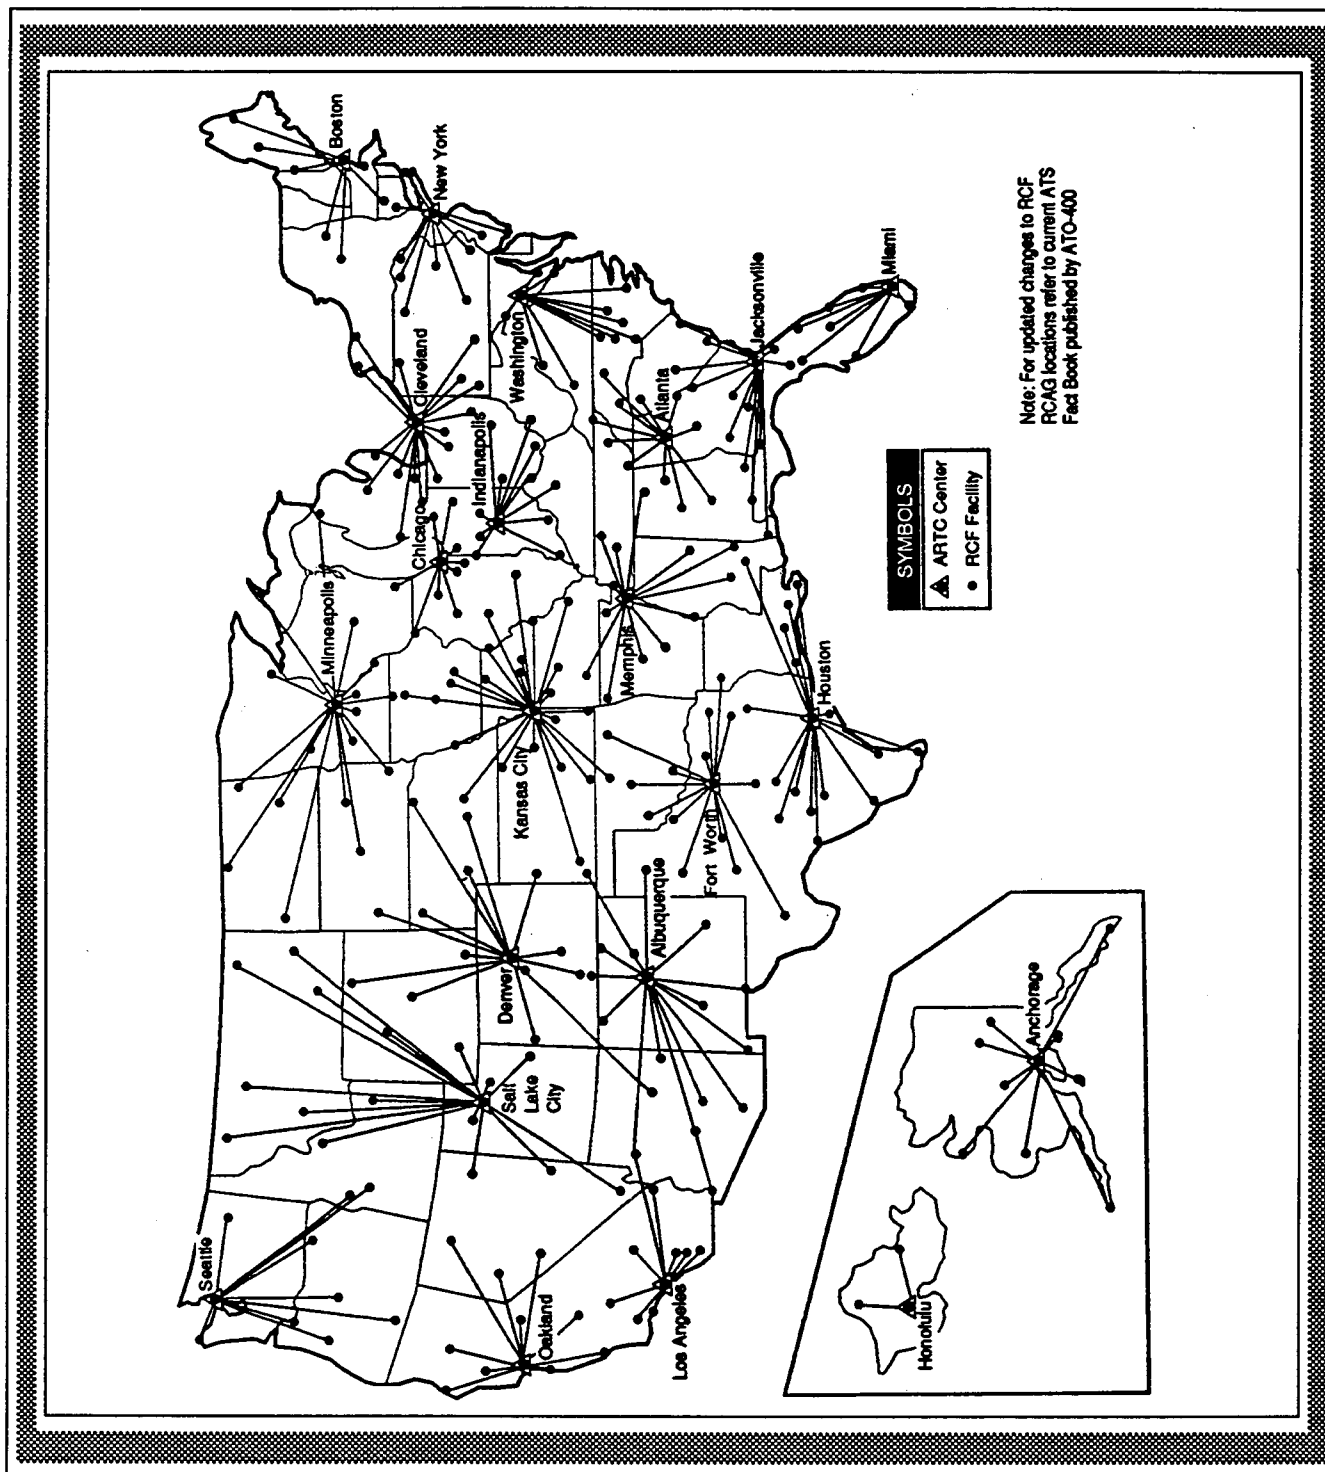 Seattle
Oakland
Los Angeles
Salt
Lake
City
Denver
Albuquerque
Minneapolis
Kansas City
Fort Worth
Houston
Memphis
Chicago
Indianapolis
Cleveland
Atlanta
Washington
Jacksonville
Miami
New York
Boston
Honolulu
Anchorage
SYMBOLS
ARTC Center
RCF Facility
Note: For updated changes to RCF
RCAG locations refer to current ATS
Fact Book published by ATO-400